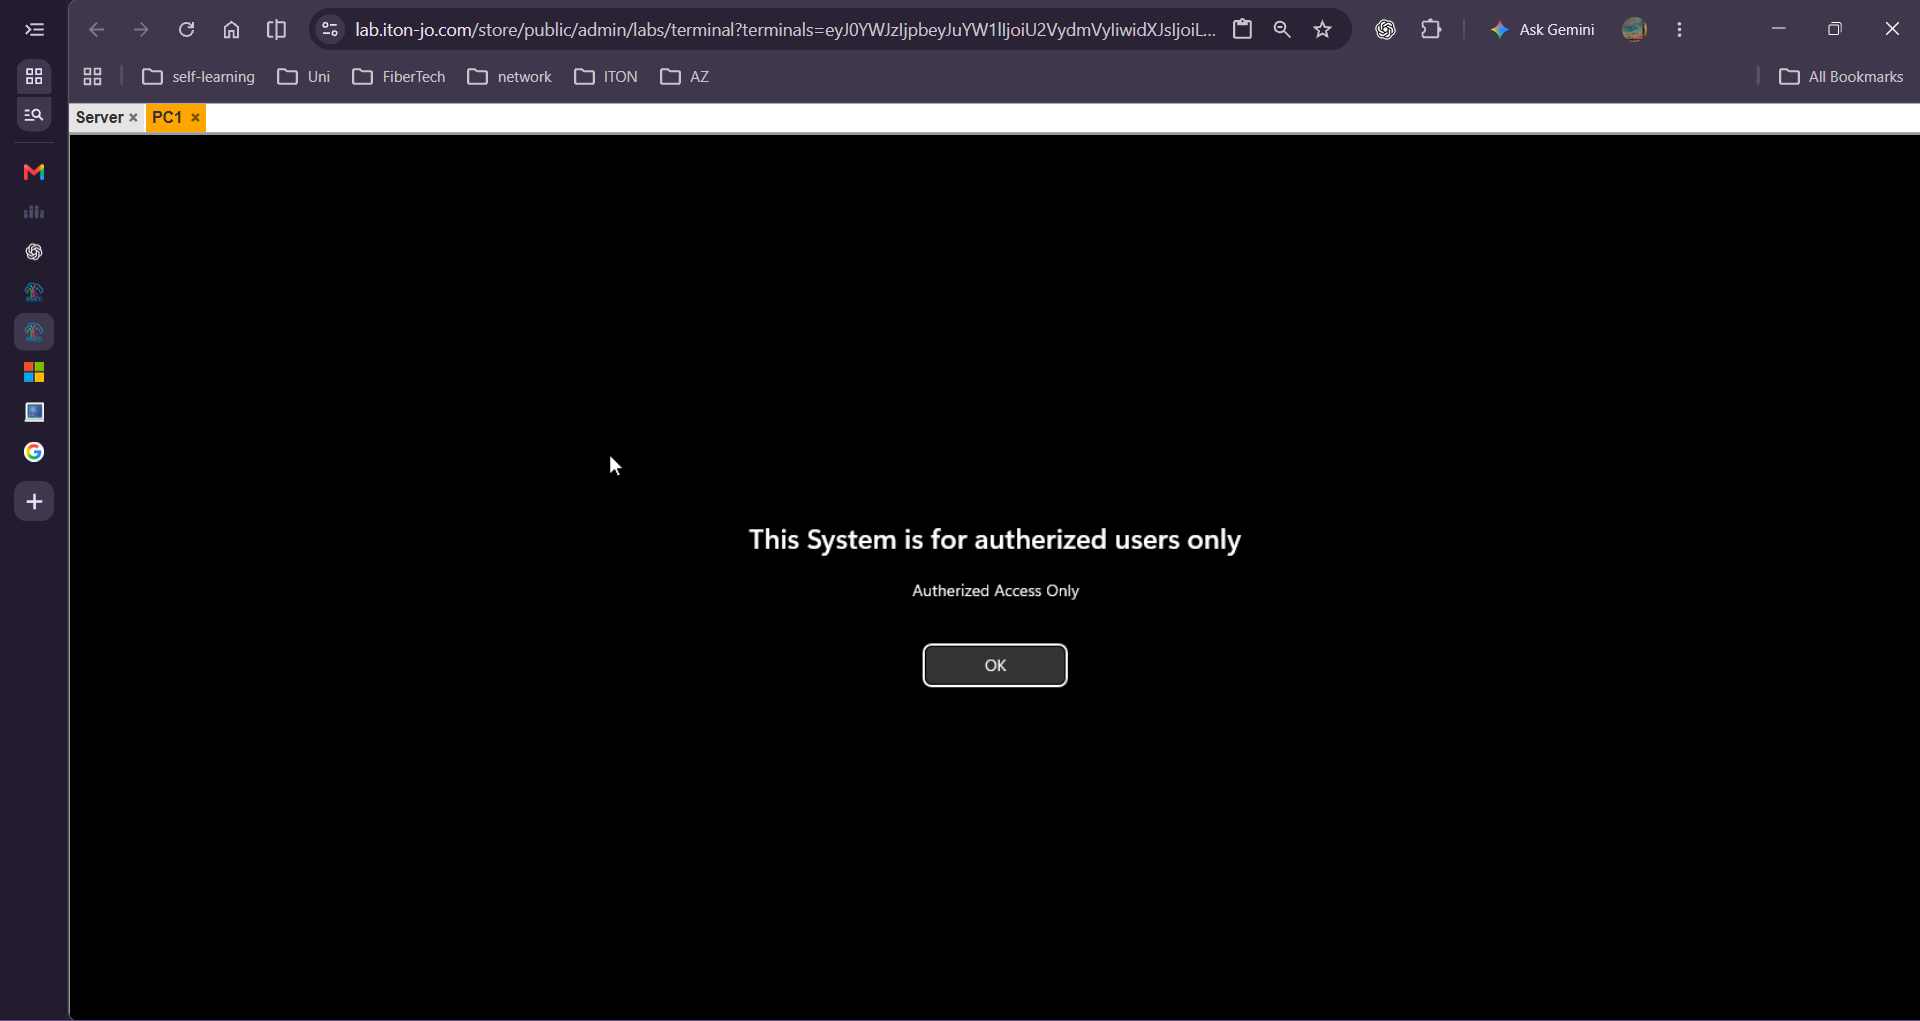 lab.iton-jo.com/store/public/admin/labs/terminal?terminals=eyJ0YWJzIjpbeyJuYW1lIjoiU2VydmVyIiwidXJsIjoiL...
Ask Gemini
self-learning
Uni
FiberTech
network
ITON
AZ
All Bookmarks
Server ×
PC1 ×
This System is for autherized users only
Autherized Access Only
OK